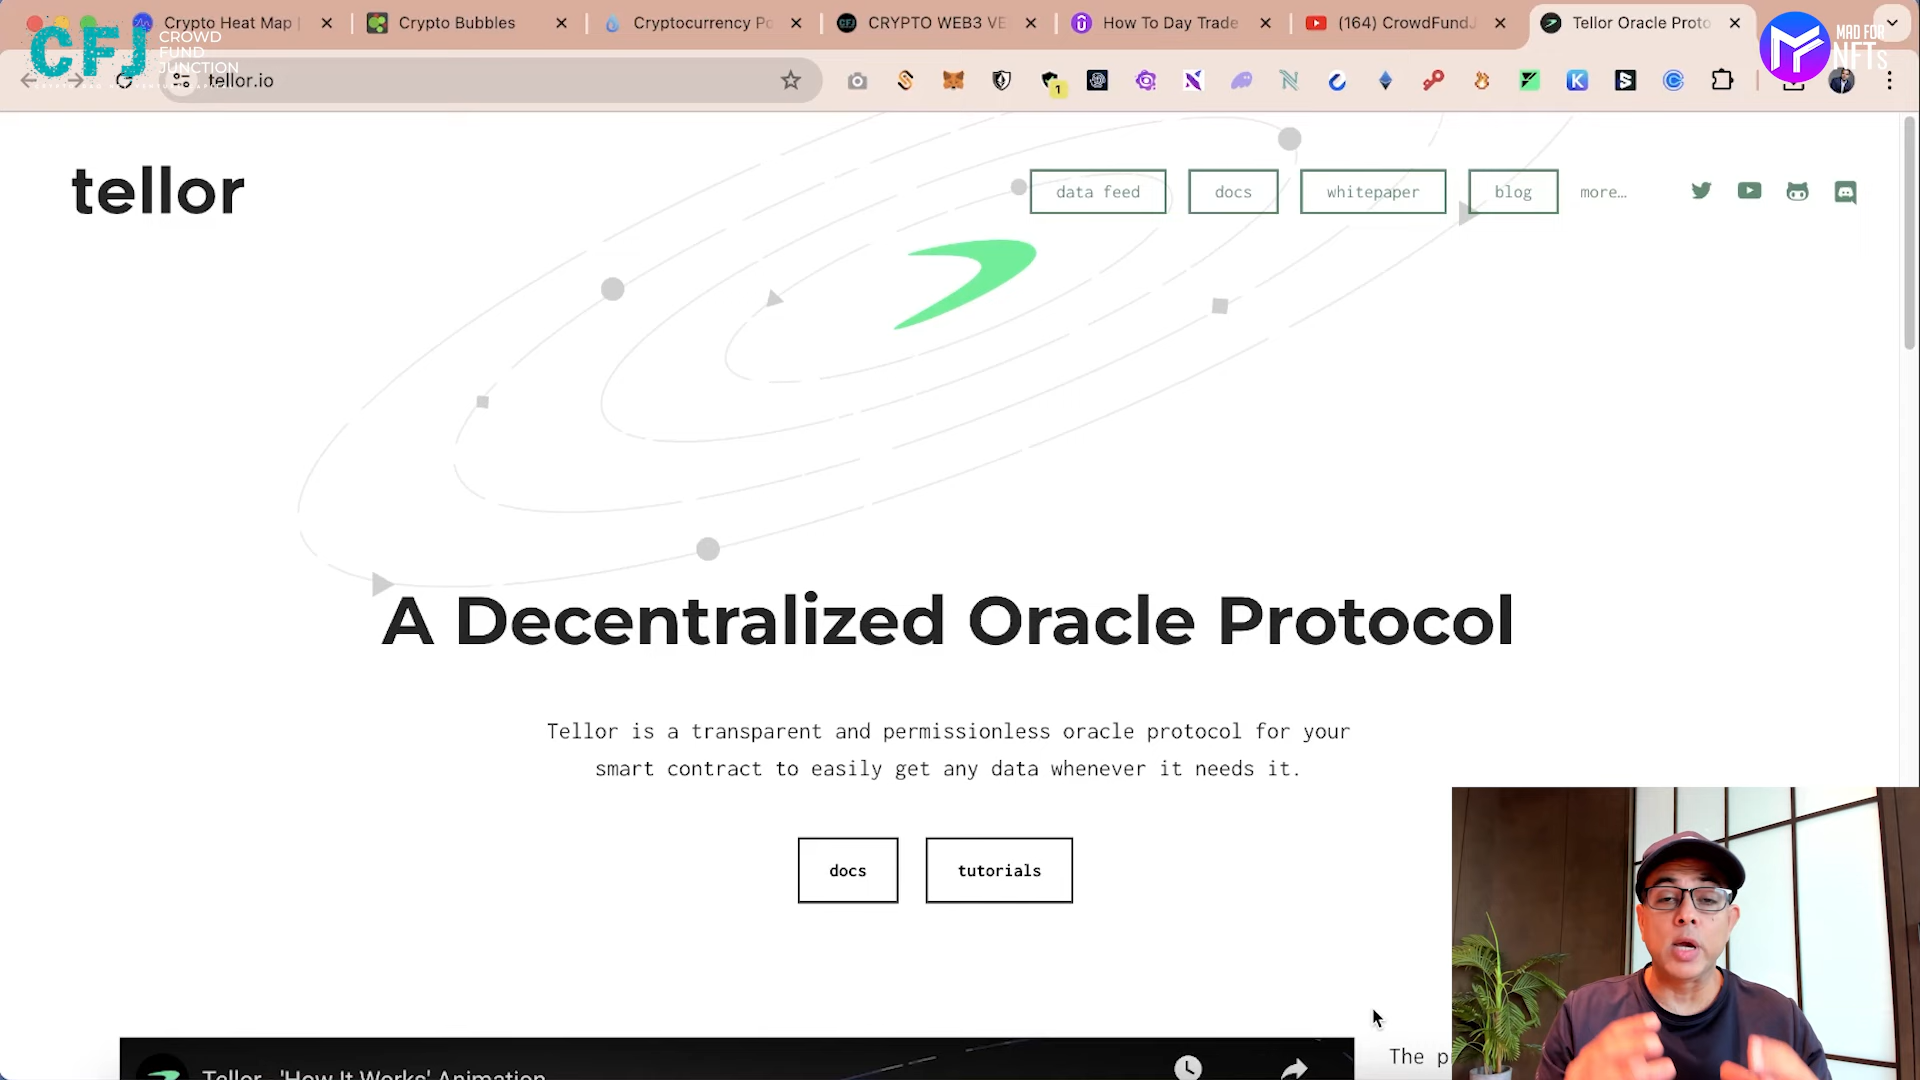 Crypto Heat Map |
Crypto Bubbles
Cryptocurrency Po
CRYPTO WEB3 VE
How To Day Trade
(164) CrowdFundJ
Tellor Oracle Proto
CFJ
CROWD
FUND
JUNCTION
MAD FOR
NFTs
tellor.io
1
tellor
data feed
docs
whitepaper
blog
more...
A Decentralized Oracle Protocol
Tellor is a transparent and permissionless oracle protocol for your
smart contract to easily get any data whenever it needs it.
docs
tutorials
Tellor - 'How It Works' Animation
The p